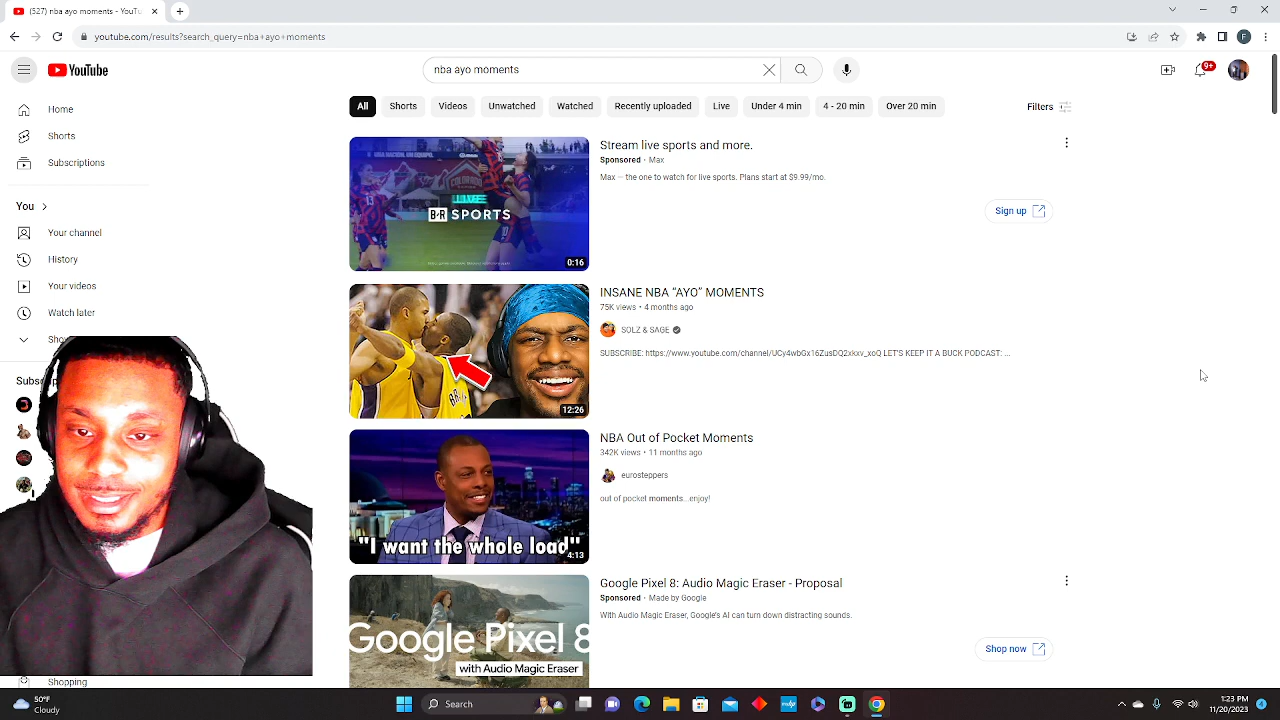 (527) nba ayo moments - YouTu
youtube.com/results?search_query=nba+ayo+moments
YouTube
nba ayo moments
9+
All
Shorts
Videos
Unwatched
Watched
Recently uploaded
Live
Under 4 min
4 - 20 min
Over 20 min
Filters
Home
Shorts
Subscriptions
You
Your channel
History
Your videos
Watch later
Sho
Subsc
Shopping
B/R SPORTS
0:16
Stream live sports and more.
Sponsored · Max
Max — the one to watch for live sports. Plans start at $9.99/mo.
Sign up
12:26
INSANE NBA “AYO” MOMENTS
75K views • 4 months ago
SOLZ & SAGE
SUBSCRIBE: https://www.youtube.com/channel/UCy4wbGx16ZusDQ2xkxv_xoQ LET'S KEEP IT A BUCK PODCAST: ...
"I want the whole load"
4:13
NBA Out of Pocket Moments
342K views • 11 months ago
eurosteppers
out of pocket moments...enjoy!
Google Pixel 8
with Audio Magic Eraser
Google Pixel 8: Audio Magic Eraser - Proposal
Sponsored · Made by Google
With Audio Magic Eraser, Google's AI can turn down distracting sounds.
Shop now
50°F
Cloudy
Search
1:23 PM
11/20/2023
4